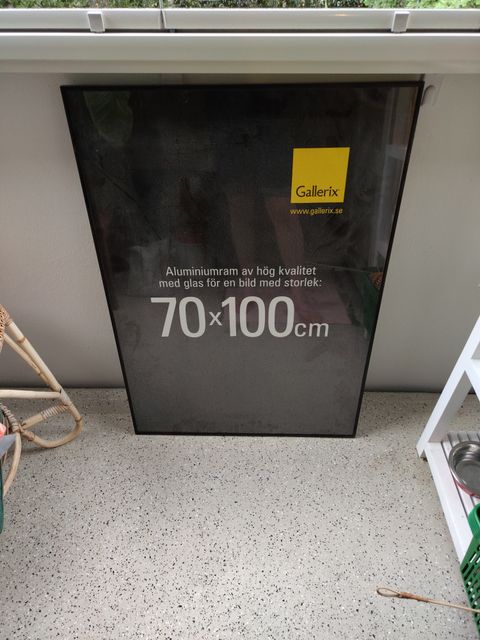 Gallerix
www.gallerix.se
Aluminiumram av hög kvalitet
med glas för en bild med storlek:
70x100cm